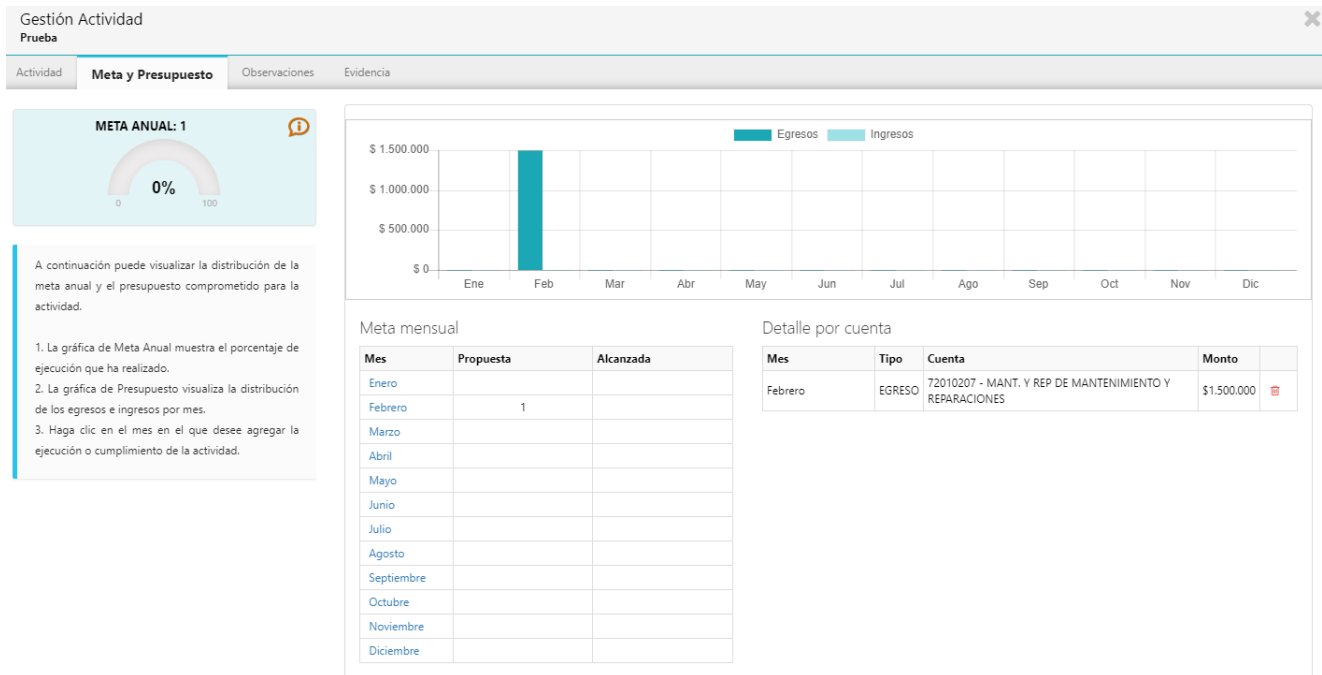 Gestión Actividad
Prueba
Actividad Meta y Presupuesto Observaciones Evidencia
META ANUAL: 1
0%
0 100
A continuación puede visualizar la distribución de la
meta anual y el presupuesto comprometido para la
actividad.
1. La gráfica de Meta Anual muestra el porcentaje de
ejecución que ha realizado.
2. La gráfica de Presupuesto visualiza la distribución
de los egresos e ingresos por mes.
3. Haga clic en el mes en el que desee agregar la
ejecución o cumplimiento de la actividad.
Egresos Ingresos
$ 1.500.000
$ 1.000.000
$ 500.000
$ 0
Ene Feb Mar Abr May Jun Jul Ago Sep Oct Nov Dic
Meta mensual
Mes Propuesta Alcanzada
Enero
Febrero 1
Marzo
Abril
Mayo
Junio
Julio
Agosto
Septiembre
Octubre
Noviembre
Diciembre
Detalle por cuenta
Mes Tipo Cuenta Monto
Febrero EGRESO 72010207 - MANT. Y REP DE MANTENIMIENTO Y $1.500.000
REPARACIONES